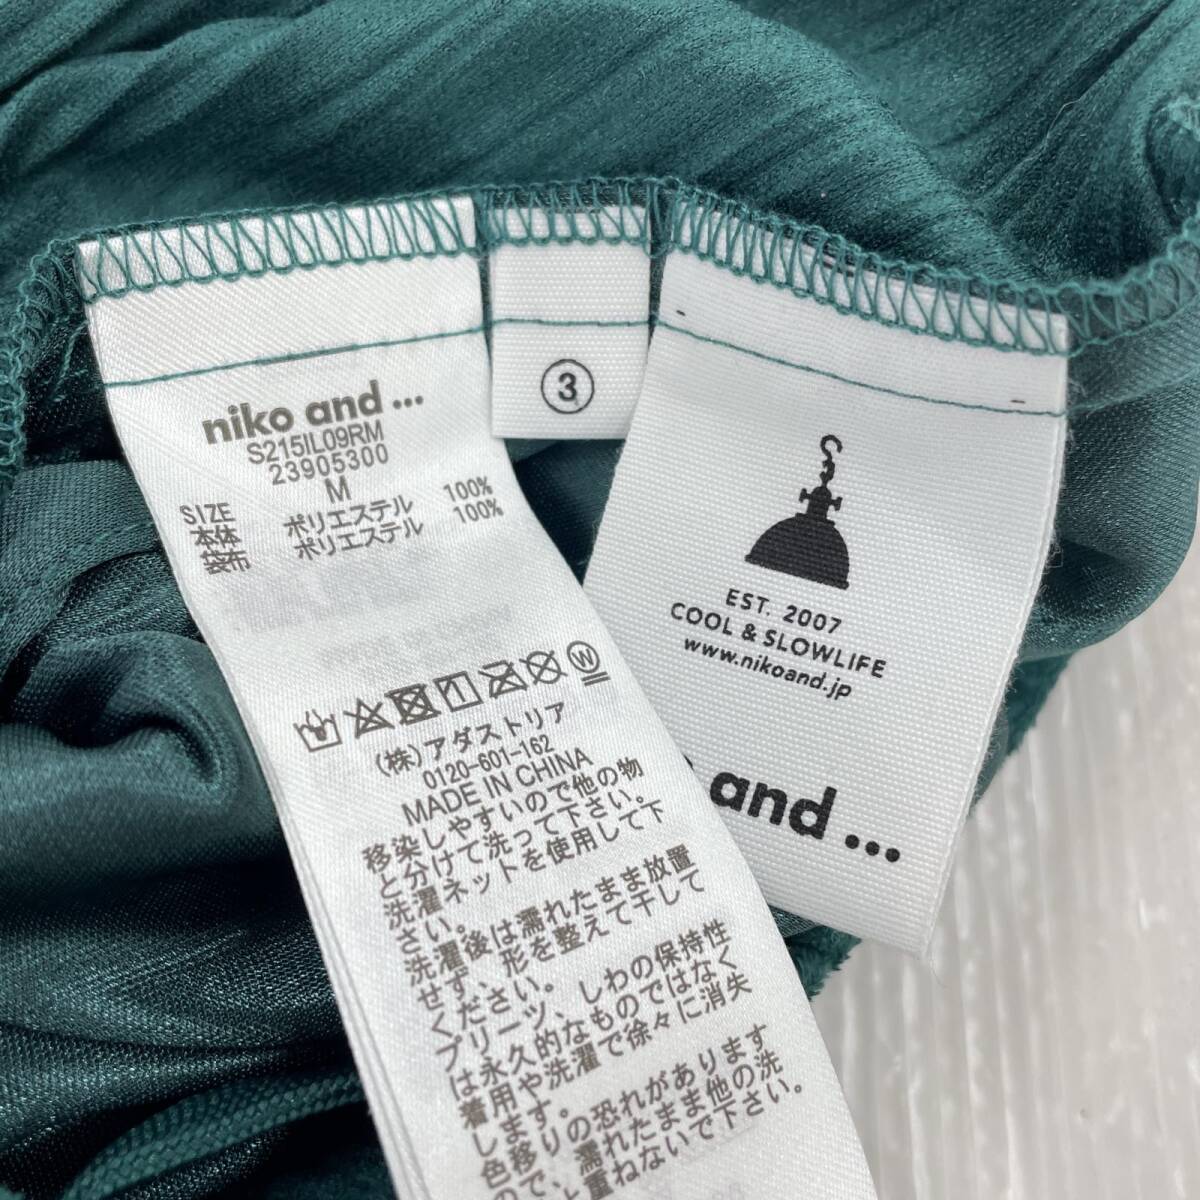 niko and ...
S215IL09RM
23905300
SIZE M
本体 ポリエステル 100%
袋布 ポリエステル 100%
(株)アダストリア
0120-601-162
MADE IN CHINA
移染しやすいので他の物
と分けて洗って下さい。
洗濯ネットを使用して下
さい。
洗濯後は濡れたまま放置
せず、形を整えて干して
ください。
プリーツ、しわの保持性
は永久的なものではなく
着用や洗濯で徐々に消失
します。
色移りの恐れがあります
濡れたまま他の洗
重ねないで下さい。
3
EST. 2007
COOL & SLOWLIFE
www.nikoand.jp
and ...